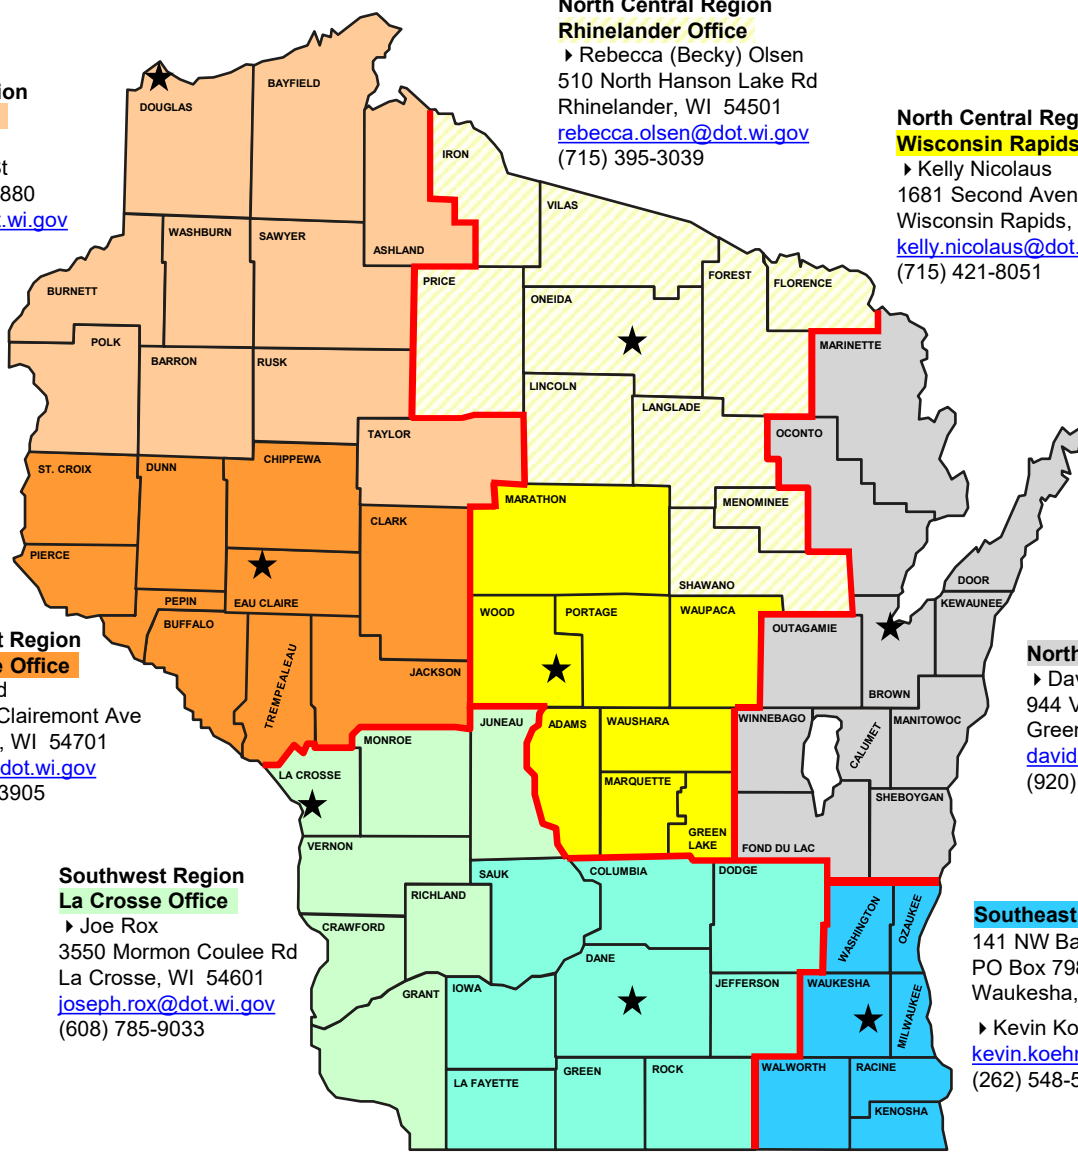 North Central Region
Rhinelander Office
Rebecca (Becky) Olsen
510 North Hanson Lake Rd
Rhinelander, WI  54501
rebecca.olsen@dot.wi.gov
(715) 395-3039
North Central Reg
Wisconsin Rapids
Kelly Nicolaus
1681 Second Aven
Wisconsin Rapids,
kelly.nicolaus@dot.
(715) 421-8051
ion
t
880
t.wi.gov
t Region
e Office
d
Clairemont Ave
, WI  54701
dot.wi.gov
3905
Southwest Region
La Crosse Office
Joe Rox
3550 Mormon Coulee Rd
La Crosse, WI  54601
joseph.rox@dot.wi.gov
(608) 785-9033
North
Dav
944 V
Green
david
(920)
Southeast
141 NW Ba
PO Box 798
Waukesha,
Kevin Ko
kevin.koehn
(262) 548-5
DOUGLAS
BAYFIELD
IRON
VILAS
ASHLAND
WASHBURN
SAWYER
BURNETT
PRICE
ONEIDA
FOREST
FLORENCE
MARINETTE
POLK
BARRON
RUSK
LINCOLN
LANGLADE
OCONTO
TAYLOR
ST. CROIX
DUNN
CHIPPEWA
MARATHON
MENOMINEE
CLARK
PIERCE
SHAWANO
DOOR
PEPIN
EAU CLAIRE
KEWAUNEE
BUFFALO
WOOD
PORTAGE
WAUPACA
OUTAGAMIE
TREMPEALEAU
JACKSON
BROWN
JUNEAU
ADAMS
WAUSHARA
WINNEBAGO
CALUMET
MANITOWOC
MONROE
LA CROSSE
MARQUETTE
GREEN
LAKE
SHEBOYGAN
VERNON
FOND DU LAC
SAUK
COLUMBIA
DODGE
RICHLAND
CRAWFORD
WASHINGTON
OZAUKEE
DANE
GRANT
IOWA
JEFFERSON
WAUKESHA
MILWAUKEE
LA FAYETTE
GREEN
ROCK
WALWORTH
RACINE
KENOSHA